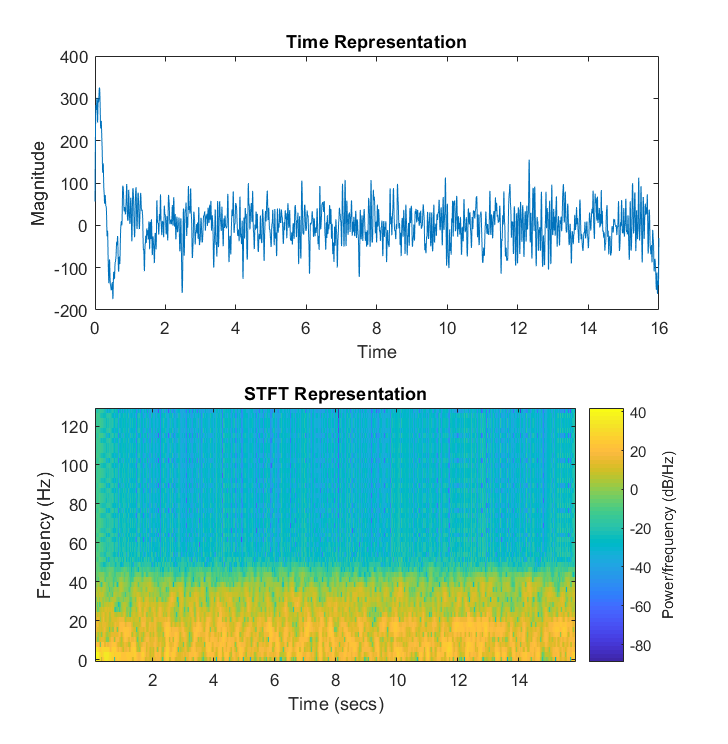 Time Representation
400
300
200
100
0
-100
-200
Magnitude
0 2 4 6 8 10 12 14 16
Time
STFT Representation
120
100
80
60
40
20
0
Frequency (Hz)
2 4 6 8 10 12 14
Time (secs)
40
20
0
-20
-40
-60
-80
Power/frequency (dB/Hz)